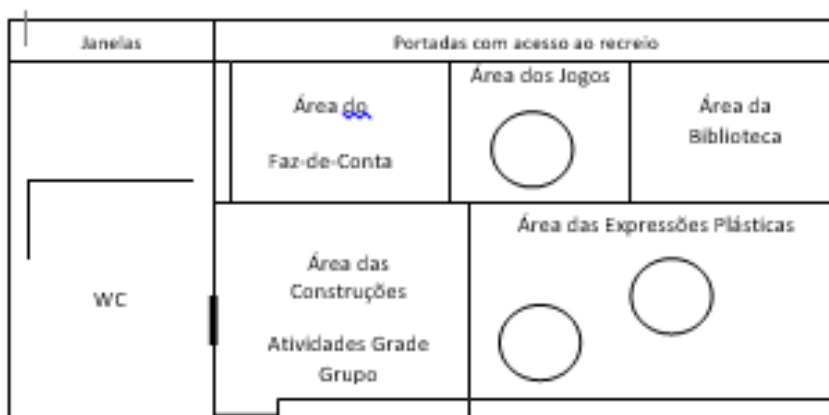 Janelas
Portadas com acesso ao recreio
Área do
Faz-de-Conta
Área dos Jogos
Área da
Biblioteca
WC
Área das
Construções
Atividades Grade
Grupo
Área das Expressões Plásticas